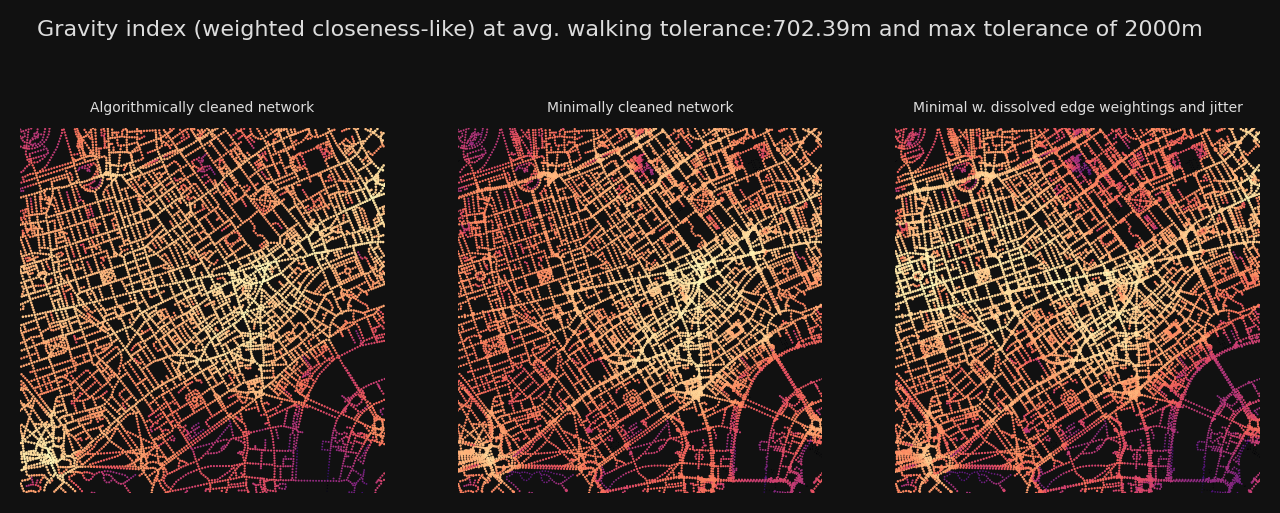 Gravity index (weighted closeness-like) at avg. walking tolerance:702.39m and max tolerance of 2000m
Algorithmically cleaned network
Minimally cleaned network
Minimal w. dissolved edge weightings and jitter